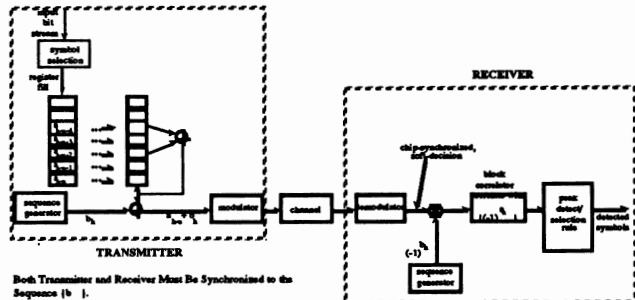 input
bit
stream
symbol
selection
register
fill
RECEIVER
chip-synchronized,
soft-decision
block
correlator
sequence
generator
b_k
modulator
channel
demodulator
peak
detect/
selection
rule
detected
symbols
TRANSMITTER
(-1)
sequence
generator
Both Transmitter and Receiver Must Be Synchronized to the
Sequence {b }.